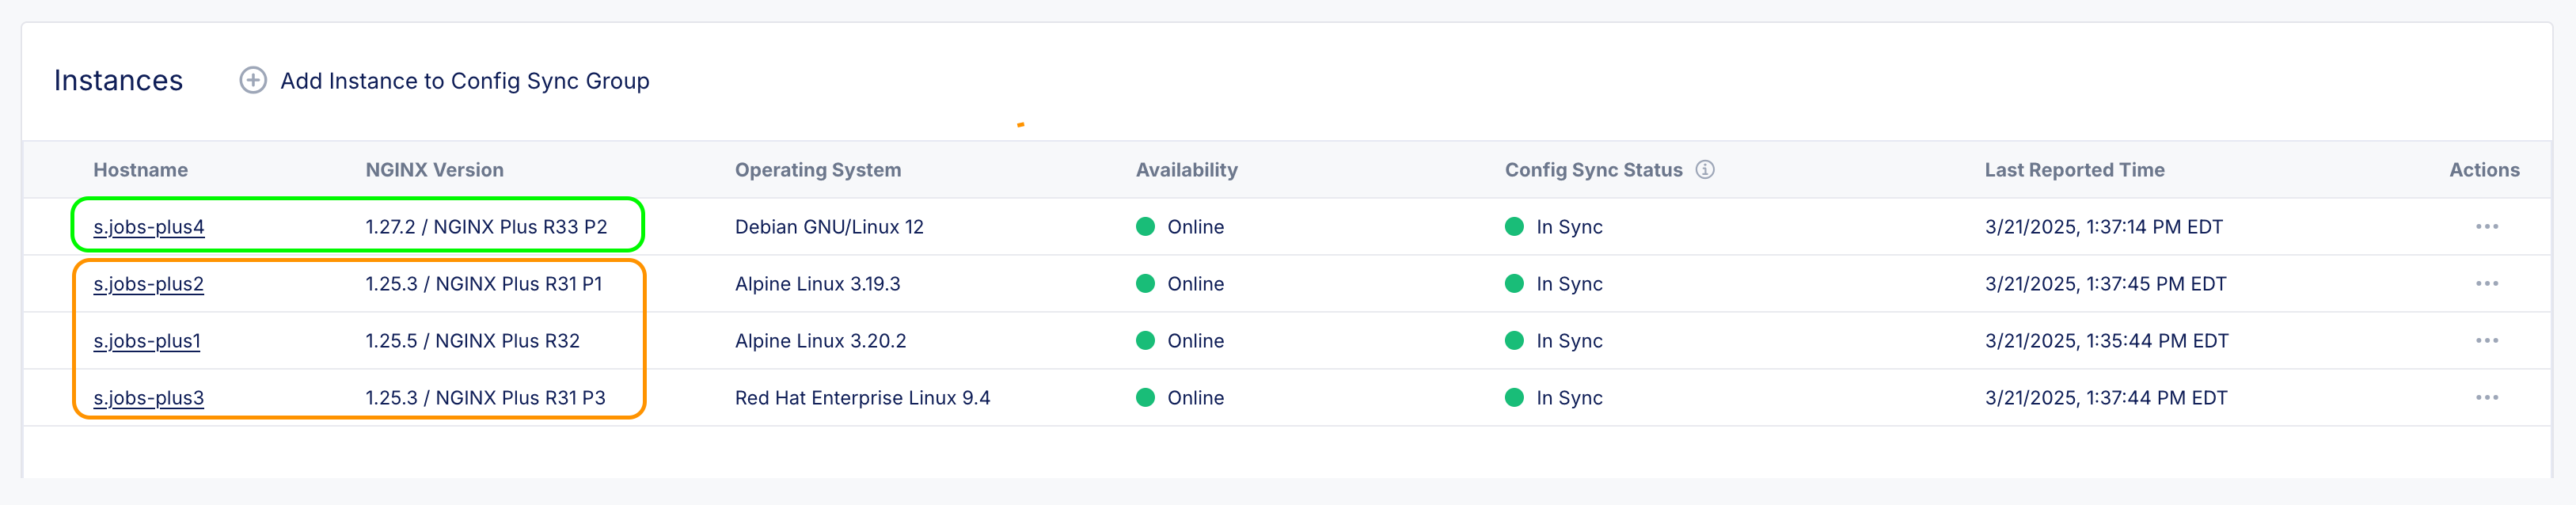 Instances Add Instance to Config Sync Group
Hostname NGINX Version Operating System Availability Config Sync Status Last Reported Time Actions
s.jobs-plus4 1.27.2 / NGINX Plus R33 P2 Debian GNU/Linux 12 Online In Sync 3/21/2025, 1:37:14 PM EDT
s.jobs-plus2 1.25.3 / NGINX Plus R31 P1 Alpine Linux 3.19.3 Online In Sync 3/21/2025, 1:37:45 PM EDT
s.jobs-plus1 1.25.5 / NGINX Plus R32 Alpine Linux 3.20.2 Online In Sync 3/21/2025, 1:35:44 PM EDT
s.jobs-plus3 1.25.3 / NGINX Plus R31 P3 Red Hat Enterprise Linux 9.4 Online In Sync 3/21/2025, 1:37:44 PM EDT